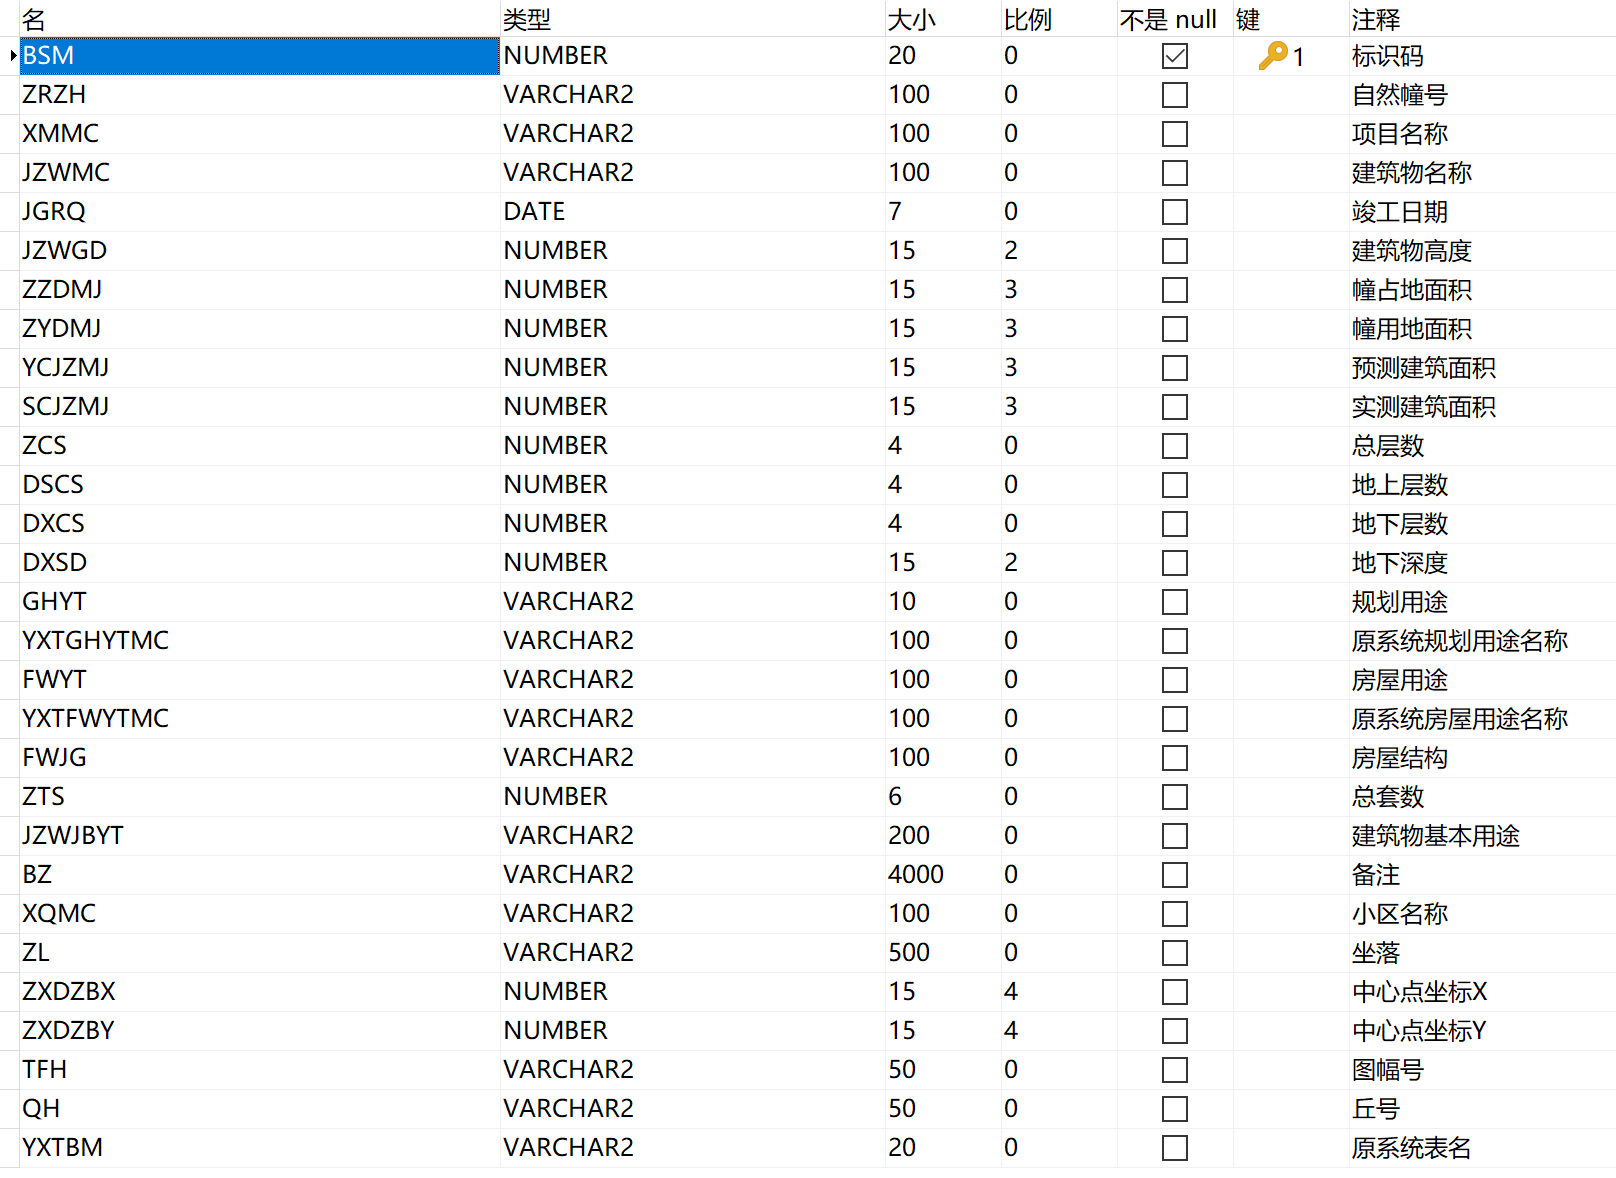 名 类型 大小 比例 不是 null 键 注释
BSM NUMBER 20 0 1 标识码
ZRZH VARCHAR2 100 0 自然幢号
XMMC VARCHAR2 100 0 项目名称
JZWMC VARCHAR2 100 0 建筑物名称
JGRQ DATE 7 0 竣工日期
JZWGD NUMBER 15 2 建筑物高度
ZZDMJ NUMBER 15 3 幢占地面积
ZYDMJ NUMBER 15 3 幢用地面积
YCJZMJ NUMBER 15 3 预测建筑面积
SCJZMJ NUMBER 15 3 实测建筑面积
ZCS NUMBER 4 0 总层数
DSCS NUMBER 4 0 地上层数
DXCS NUMBER 4 0 地下层数
DXSD NUMBER 15 2 地下深度
GHYT VARCHAR2 10 0 规划用途
YXTGHYTMC VARCHAR2 100 0 原系统规划用途名称
FWYT VARCHAR2 100 0 房屋用途
YXTFWYTMC VARCHAR2 100 0 原系统房屋用途名称
FWJG VARCHAR2 100 0 房屋结构
ZTS NUMBER 6 0 总套数
JZWJBYT VARCHAR2 200 0 建筑物基本用途
BZ VARCHAR2 4000 0 备注
XQMC VARCHAR2 100 0 小区名称
ZL VARCHAR2 500 0 坐落
ZXDZBX NUMBER 15 4 中心点坐标X
ZXDZBY NUMBER 15 4 中心点坐标Y
TFH VARCHAR2 50 0 图幅号
QH VARCHAR2 50 0 丘号
YXTBM VARCHAR2 20 0 原系统表名